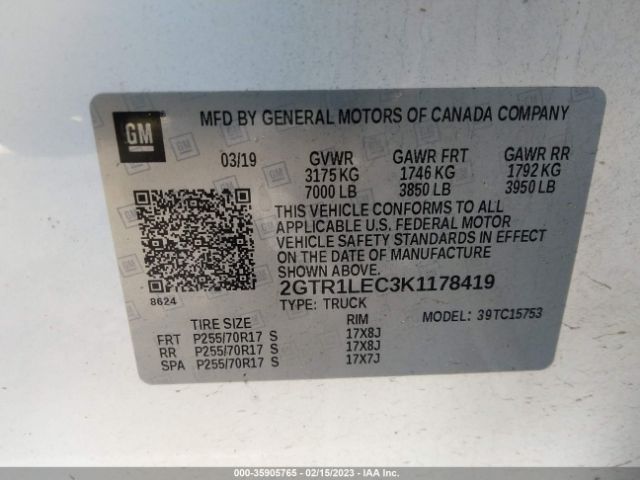 GM
MFD BY GENERAL MOTORS OF CANADA COMPANY
03/19 GVWR GAWR FRT GAWR RR
3175 KG 1746 KG 1792 KG
7000 LB 3850 LB 3950 LB
THIS VEHICLE CONFORMS TO ALL
APPLICABLE U.S. FEDERAL MOTOR
VEHICLE SAFETY STANDARDS IN EFFECT
ON THE DATE OF MANUFACTURE
SHOWN ABOVE.
8624
2GTR1LEC3K1178419
TYPE: TRUCK
MODEL: 39TC15753
TIRE SIZE RIM
FRT P255/70R17 S 17X8J
RR P255/70R17 S 17X8J
SPA P255/70R17 S 17X7J
000-35905765 - 02/15/2023 - IAA Inc.